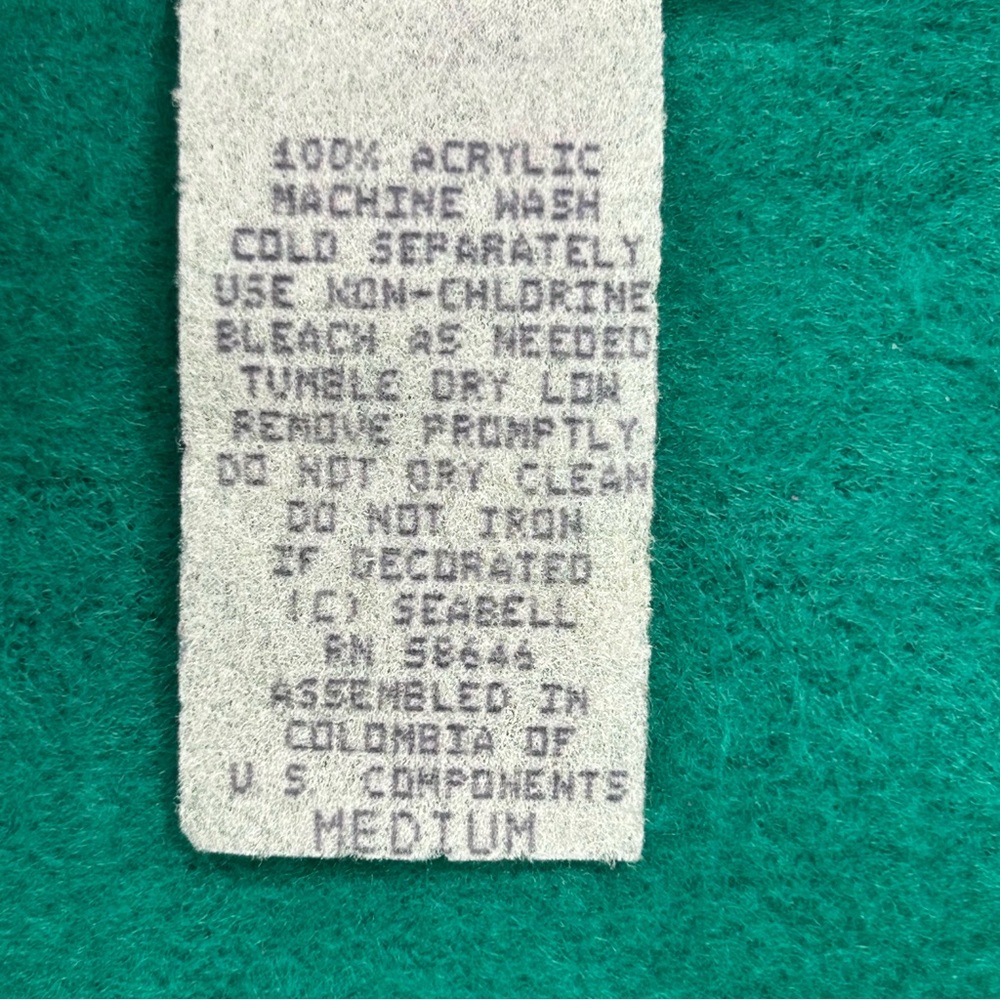 100% ACRYLIC
MACHINE WASH
COLD SEPARATELY
USE NON-CHLORINE
BLEACH AS NEEDED
TUMBLE DRY LOW
REMOVE PROMPTLY
DO NOT DRY CLEAN
DO NOT IRON
IF DECORATED
(C) SEABELL
RN 58646
ASSEMBLED IN
COLOMBIA OF
U S. COMPONENTS
MEDIUM